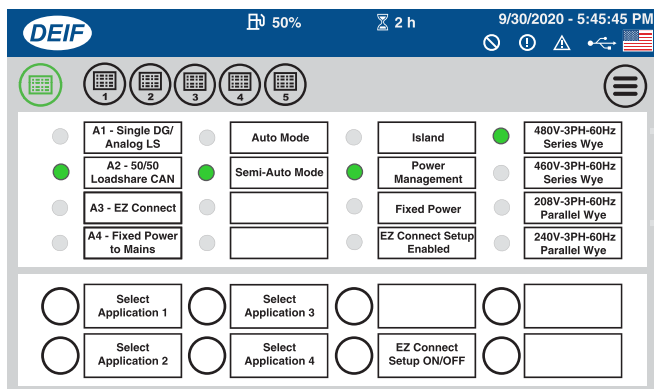 DEIF
50%
2 h
9/30/2020 - 5:45:45 PM
1
2
3
4
5
A1 - Single DG/
Analog LS
Auto Mode
Island
480V-3PH-60Hz
Series Wye
A2 - 50/50
Loadshare CAN
Semi-Auto Mode
Power
Management
460V-3PH-60Hz
Series Wye
A3 - EZ Connect
Fixed Power
208V-3PH-60Hz
Parallel Wye
A4 - Fixed Power
to Mains
EZ Connect Setup
Enabled
240V-3PH-60Hz
Parallel Wye
Select
Application 1
Select
Application 3
Select
Application 2
Select
Application 4
EZ Connect
Setup ON/OFF